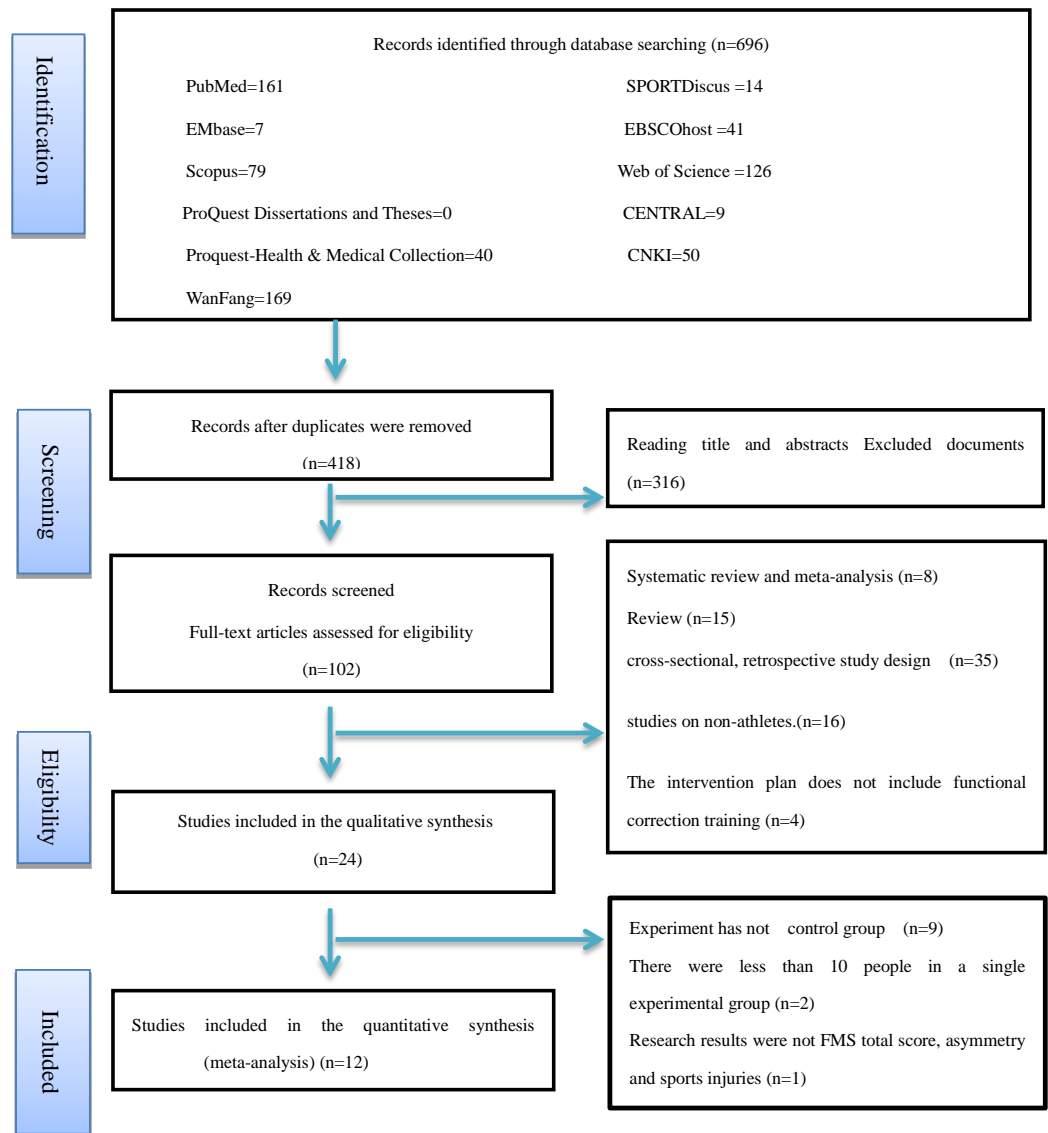 Identification
Records identified through database searching (n=696)
PubMed=161
SPORTDiscus =14
EMbase=7
EBSCOhost =41
Scopus=79
Web of Science =126
ProQuest Dissertations and Theses=0
CENTRAL=9
Proquest-Health & Medical Collection=40
CNKI=50
WanFang=169
Screening
Records after duplicates were removed
(n=418)
Reading title and abstracts Excluded documents
(n=316)
Records screened
Full-text articles assessed for eligibility
(n=102)
Systematic review and meta-analysis (n=8)
Review (n=15)
cross-sectional, retrospective study design (n=35)
studies on non-athletes.(n=16)
The intervention plan does not include functional
correction training (n=4)
Eligibility
Studies included in the qualitative synthesis
(n=24)
Experiment has not control group (n=9)
There were less than 10 people in a single
experimental group (n=2)
Research results were not FMS total score, asymmetry
and sports injuries (n=1)
Included
Studies included in the quantitative synthesis
(meta-analysis) (n=12)